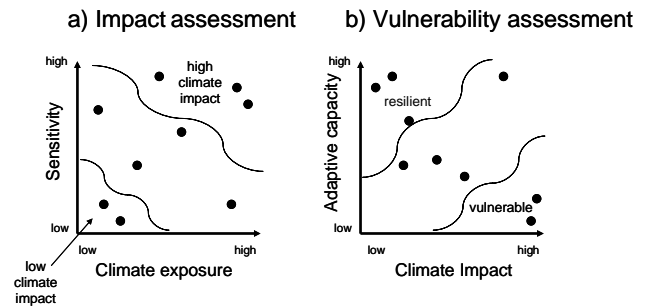 a) Impact assessment
high
Sensitivity
low
high
climate
impact
low
high
Climate exposure
low
climate
impact
b) Vulnerability assessment
high
Adaptive capacity
low
resilient
vulnerable
low
high
Climate Impact